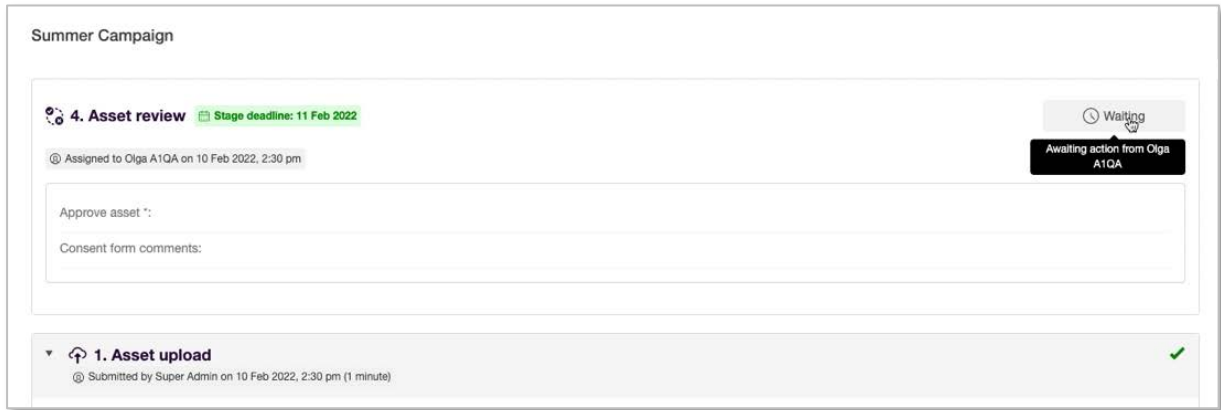 Summer Campaign
4. Asset review Stage deadline: 11 Feb 2022
Waiting
Assigned to Olga A1QA on 10 Feb 2022, 2:30 pm
Awaiting action from Olga
A1QA
Approve asset *:
Consent form comments:
1. Asset upload
Submitted by Super Admin on 10 Feb 2022, 2:30 pm (1 minute)